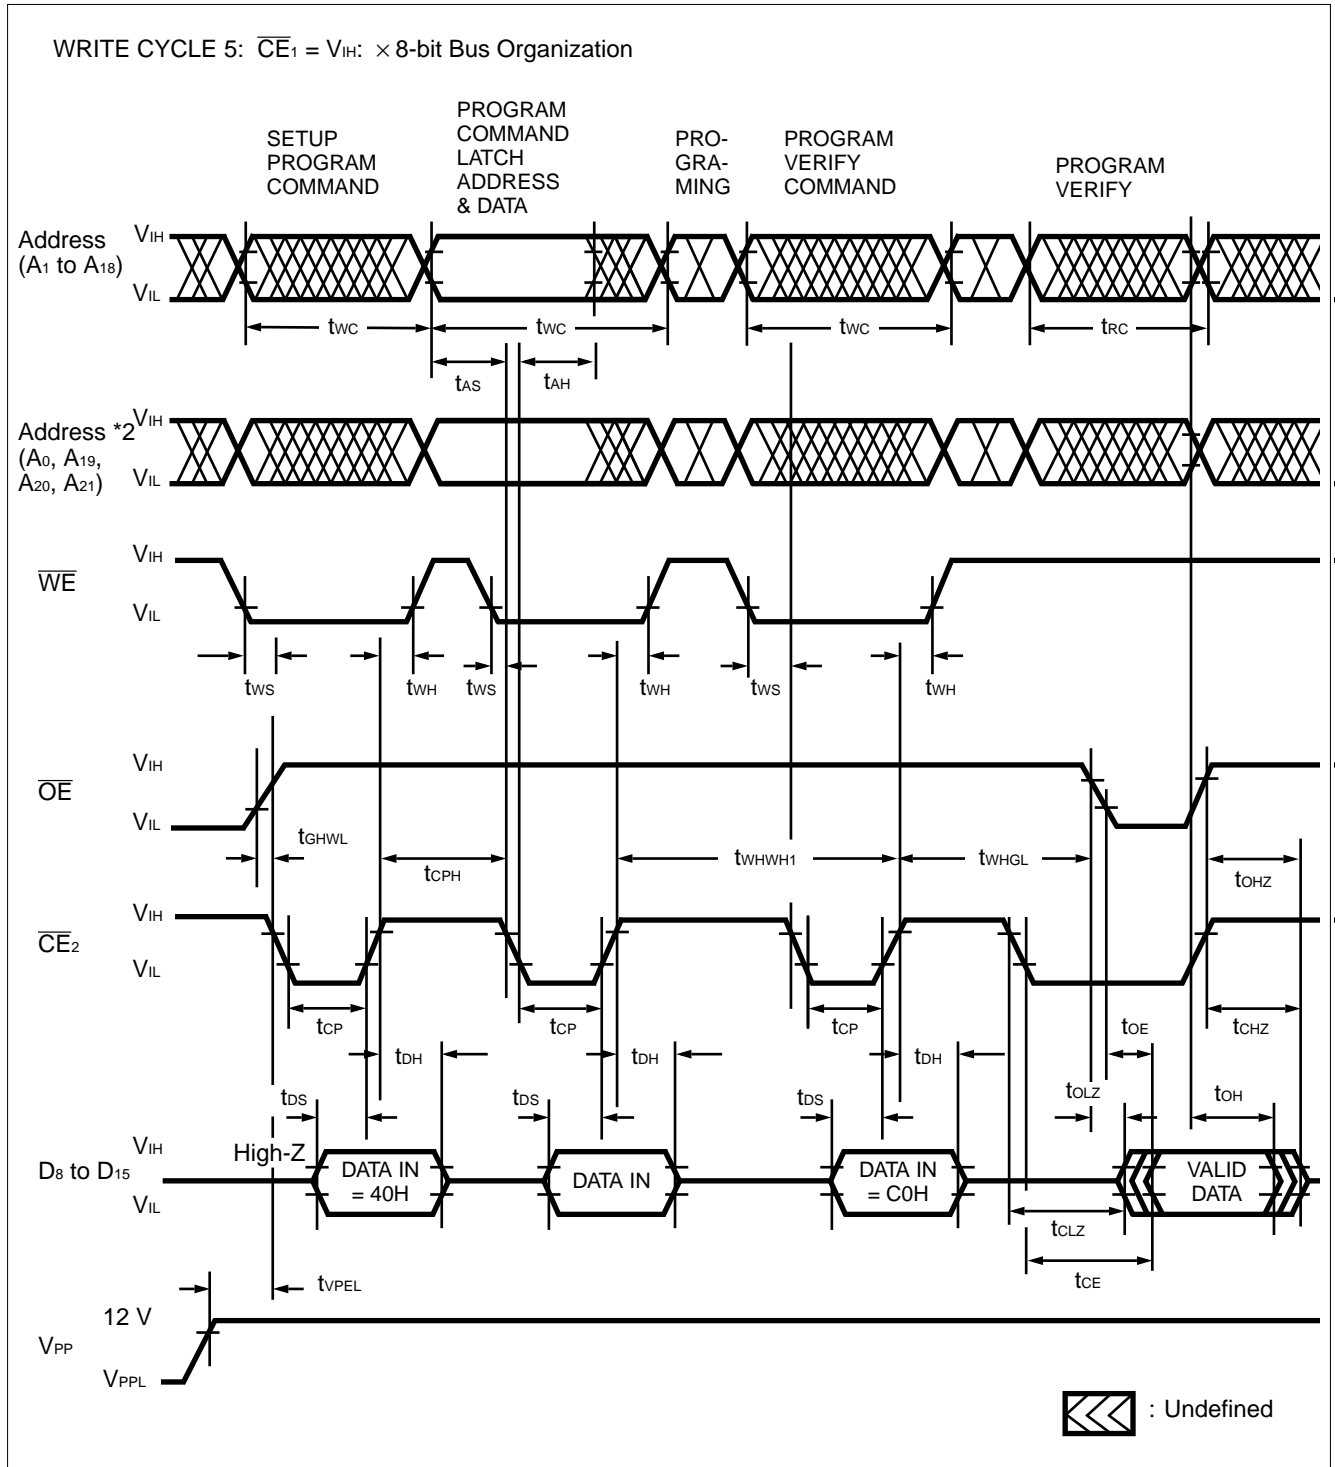 WRITE CYCLE 5: CE1 = VIH: × 8-bit Bus Organization
SETUP
PROGRAM
COMMAND
PROGRAM
COMMAND
LATCH
ADDRESS
& DATA
PRO-
GRA-
MING
PROGRAM
VERIFY
COMMAND
PROGRAM
VERIFY
Address
(A1 to A18)
VIH
VIL
tWC
tWC
tWC
tRC
tAS
tAH
Address *2
(A0, A19,
A20, A21)
VIH
VIL
WE
VIH
VIL
tWS
tWH
tWS
tWH
tWS
tWH
OE
VIH
VIL
tGHWL
tCPH
tWHWH1
tWHGL
tOHZ
CE2
VIH
VIL
tCP
tCP
tCP
tOE
tCHZ
tDH
tDH
tDH
tDS
tDS
tDS
tOLZ
tOH
D8 to D15
VIH
VIL
High-Z
DATA IN
= 40H
DATA IN
DATA IN
= C0H
VALID
DATA
tCLZ
tCE
tVPEL
VPP
12 V
VPPL
: Undefined